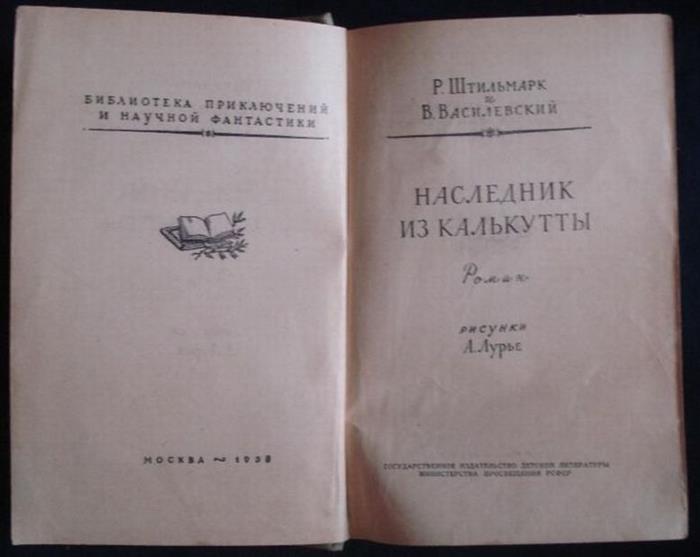 БИБЛИОТЕКА ПРИКЛЮЧЕНИЙ
И НАУЧНОЙ ФАНТАСТИКИ
МОСКВА ~ 1958
Р. ШТИЛЬМАРК
И
В. ВАСИЛЕВСКИЙ
НАСЛЕДНИК
ИЗ КАЛЬКУТТЫ
Роман
РИСУНКИ
А. Лурье
ГОСУДАРСТВЕННОЕ ИЗДАТЕЛЬСТВО ДЕТСКОЙ ЛИТЕРАТУРЫ
МИНИСТЕРСТВА ПРОСВЕЩЕНИЯ РСФСР